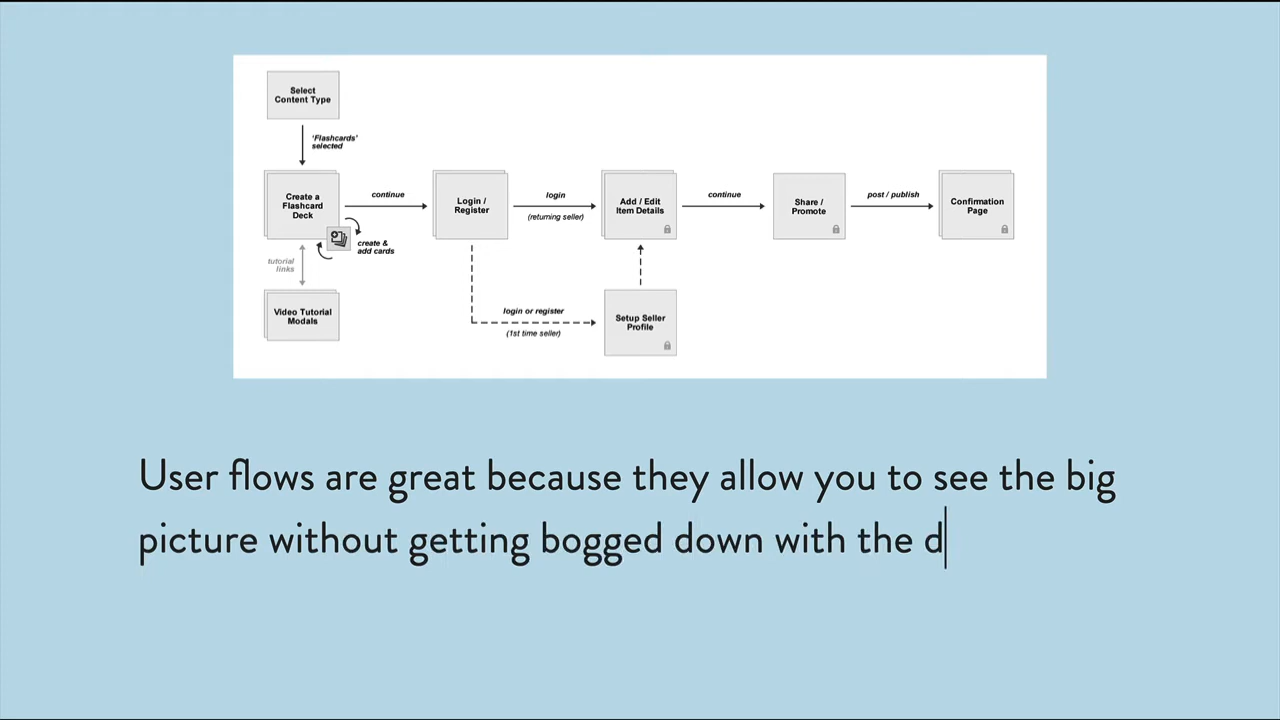 Select
Content Type
'Flashcards'
selected
Create a
Flashcard
Deck
continue
Login /
Register
login
(returning seller)
Add / Edit
Item Details
continue
Share /
Promote
post / publish
Confirmation
Page
create &
add cards
tutorial
links
Video Tutorial
Modals
login or register
(1st time seller)
Setup Seller
Profile
User flows are great because they allow you to see the big
picture without getting bogged down with the d